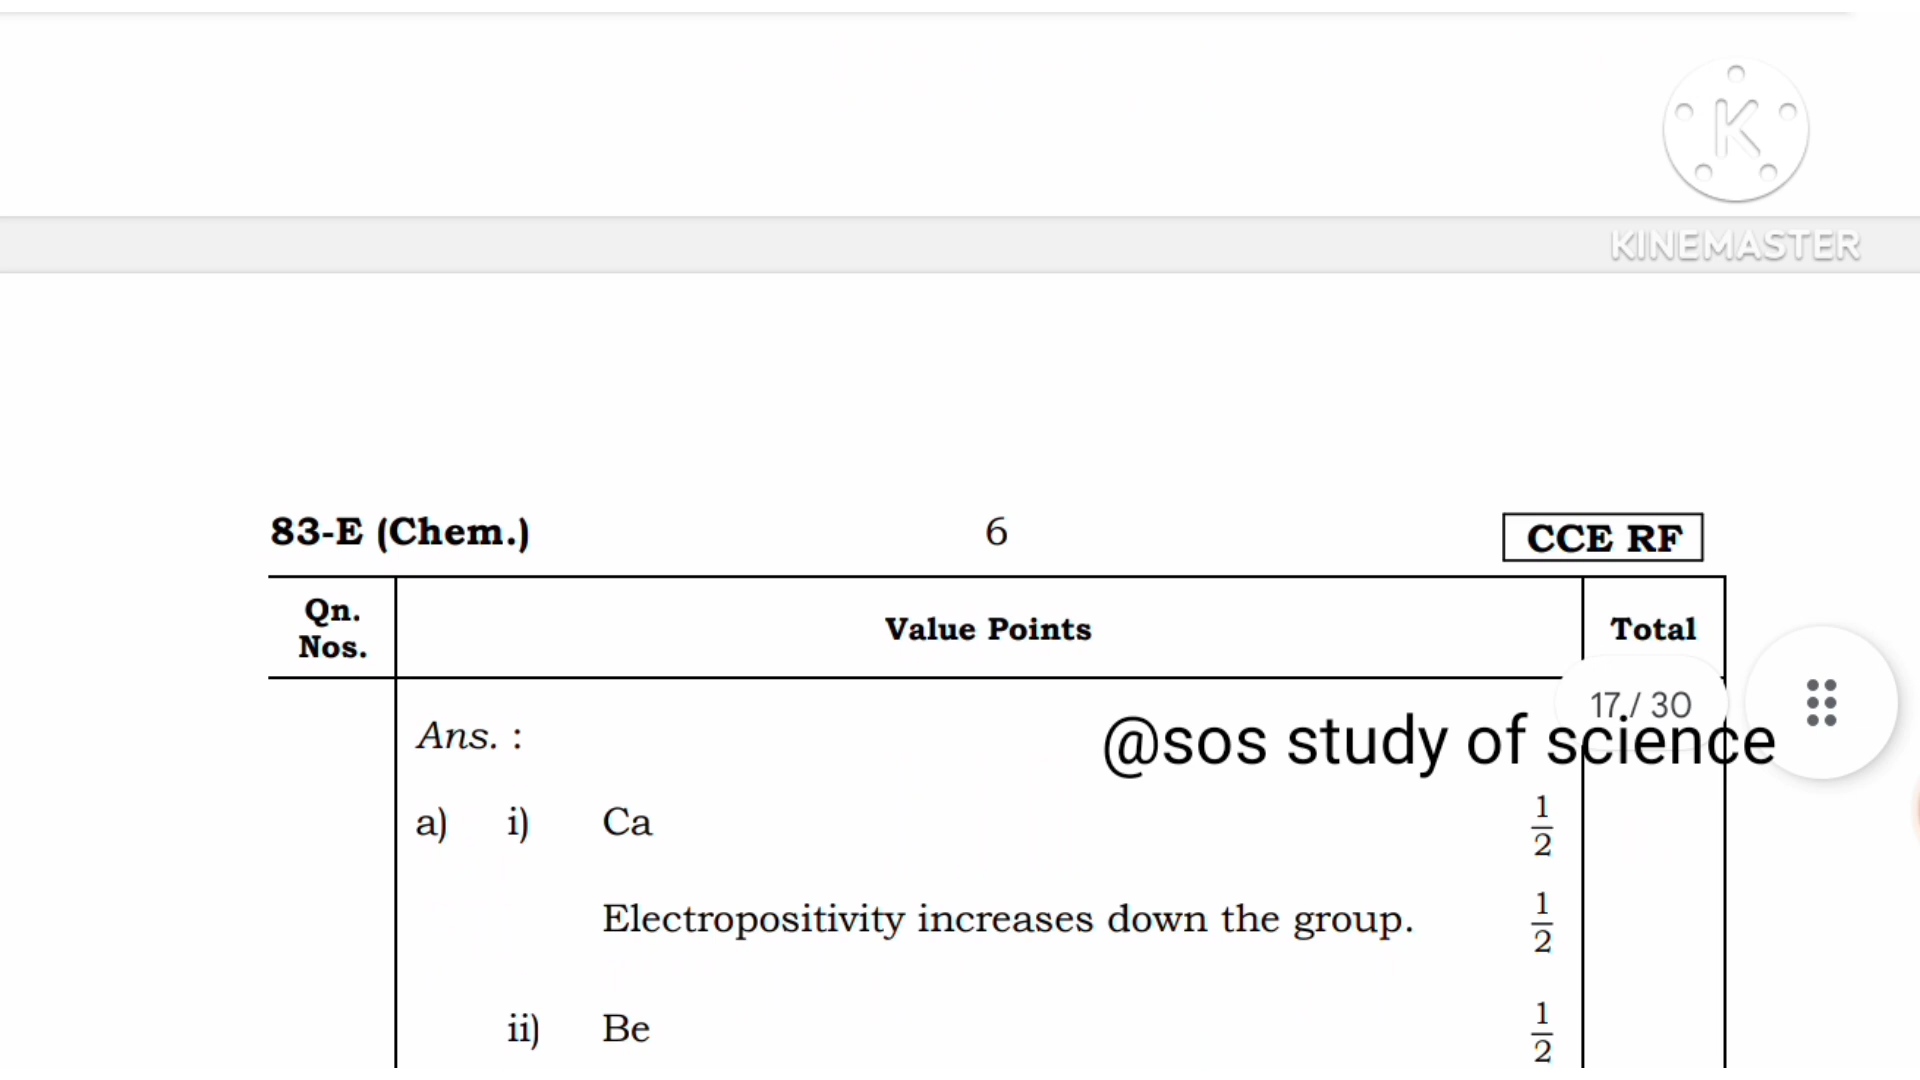 K
KINEMASTER
83-E (Chem.) 6 CCE RF
Qn. Nos. Value Points Total
17 / 30
Ans. : @sos study of science
a) i) Ca 1/2
Electropositivity increases down the group. 1/2
ii) Be 1/2